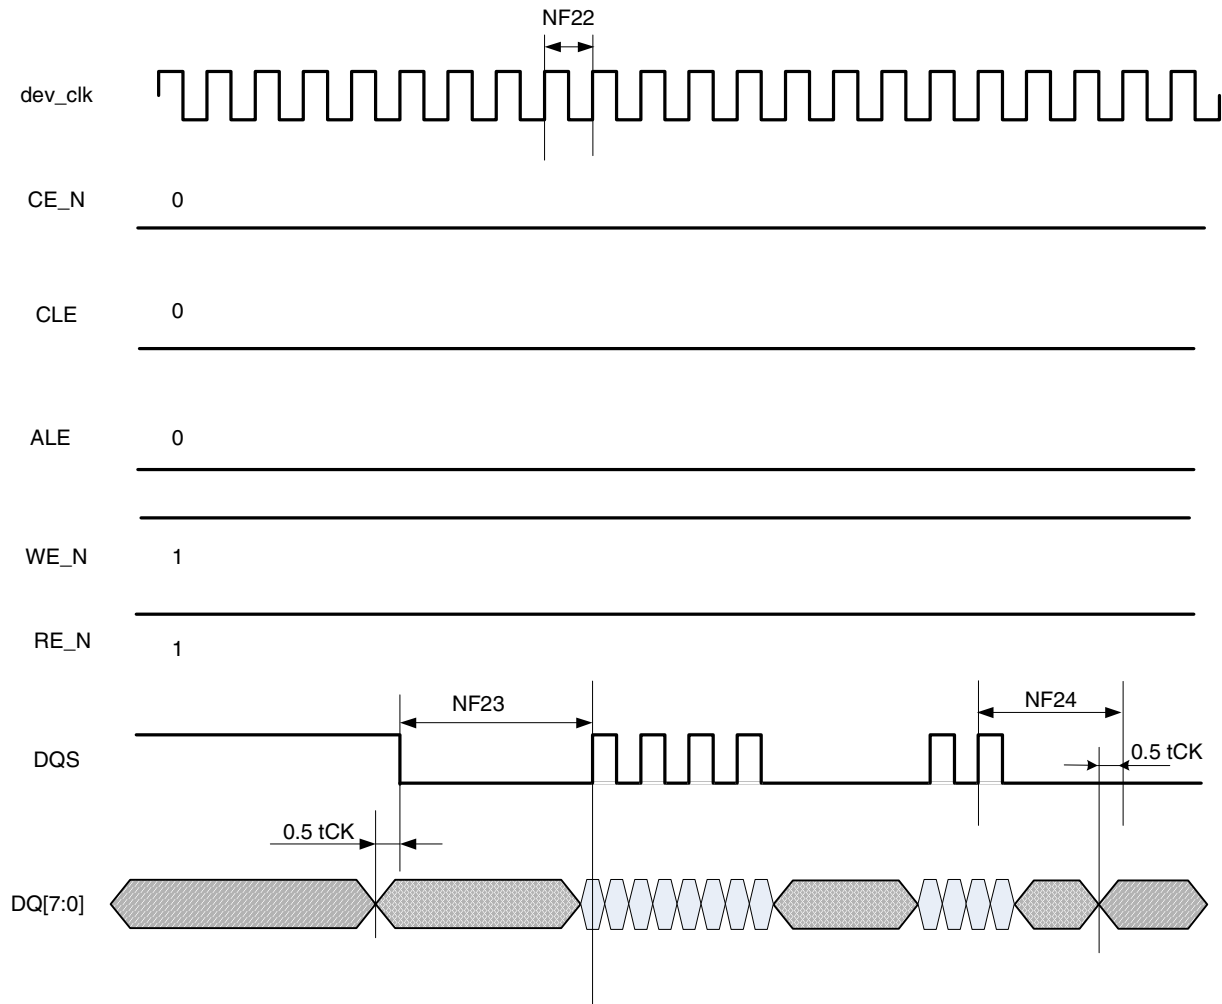 NF22
dev_clk
CE_N 0
CLE 0
ALE 0
WE_N 1
RE_N 1
NF23
NF24
DQS
0.5 tCK
0.5 tCK
DQ[7:0]